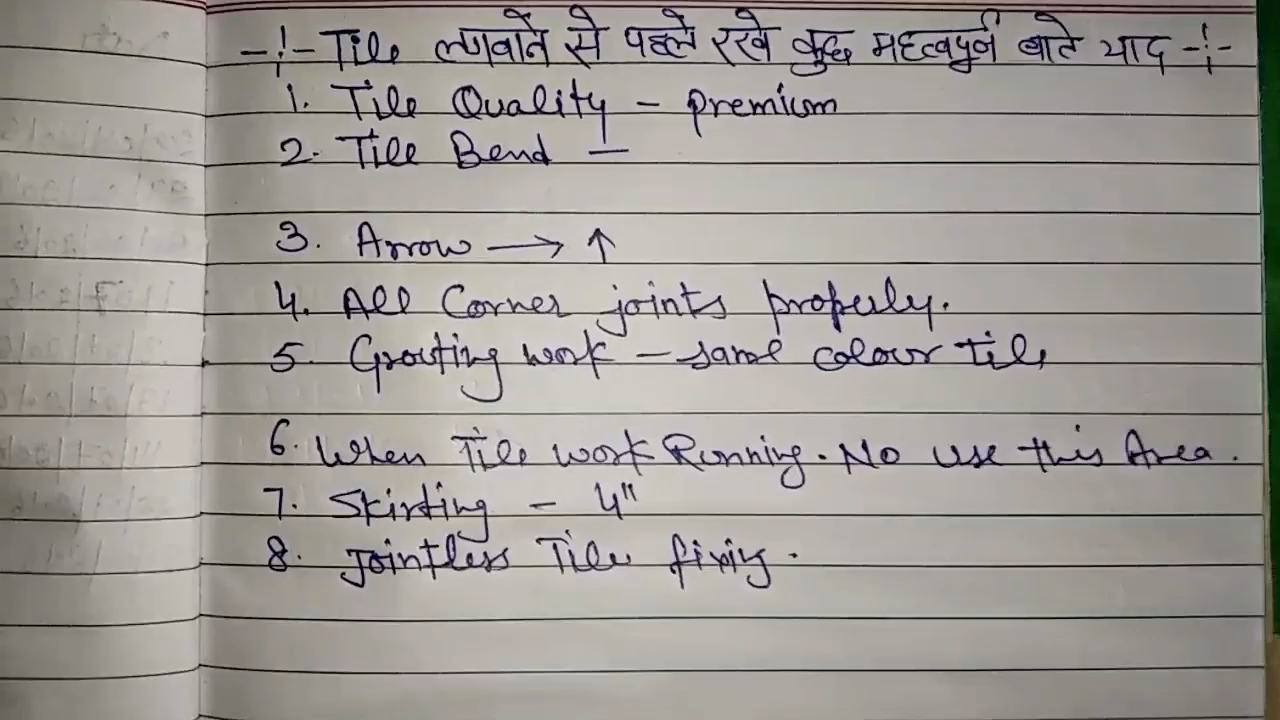 -:- Tile लगवाने से पहले रखे कुछ महत्वपूर्ण बाते याद -:-
1. Tile Quality - premium
2. Tile Bend -
3. Arrow → ↑
4. All Corner joints properly.
5. Grouting work - same colour tile
6. When Tile work Running. No use this Area.
7. Skirting - 4"
8. Jointless Tile fixing.